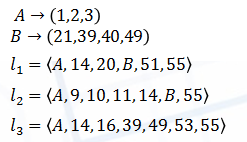 A → (1,2,3)
B → (21,39,40,49)
l₁ = ⟨A, 14, 20, B, 51, 55⟩
l₂ = ⟨A, 9, 10, 11, 14, B, 55⟩
l₃ = ⟨A, 14, 16, 39, 49, 53, 55⟩